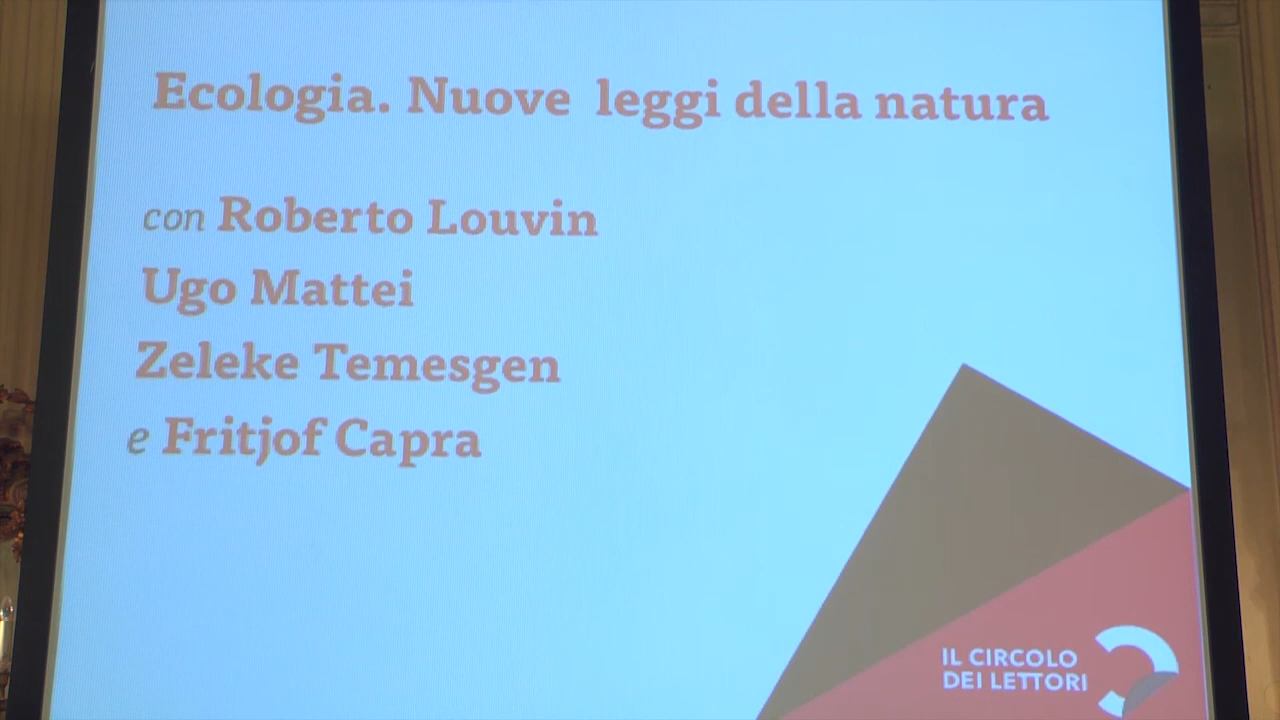 Ecologia. Nuove leggi della natura
con Roberto Louvin
Ugo Mattei
Zeleke Temesgen
e Fritjof Capra
IL CIRCOLO
DEI LETTORI